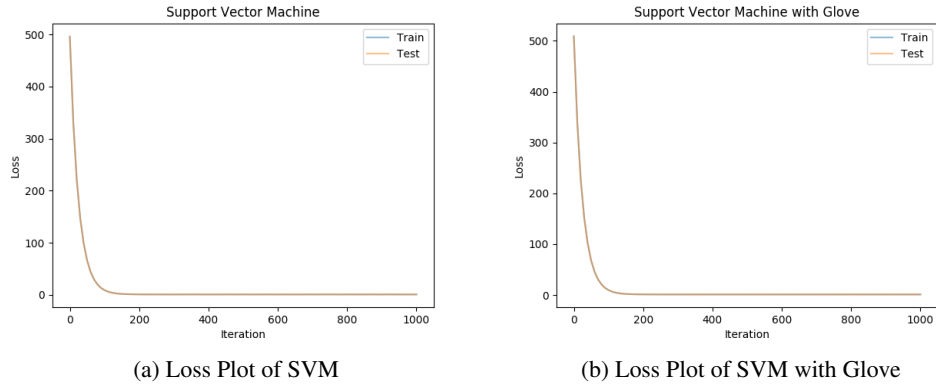 Support Vector Machine
Train
Test
500
400
300
200
100
0
Loss
0 200 400 600 800 1000
Iteration
(a) Loss Plot of SVM
Support Vector Machine with Glove
Train
Test
500
400
300
200
100
0
Loss
0 200 400 600 800 1000
Iteration
(b) Loss Plot of SVM with Glove